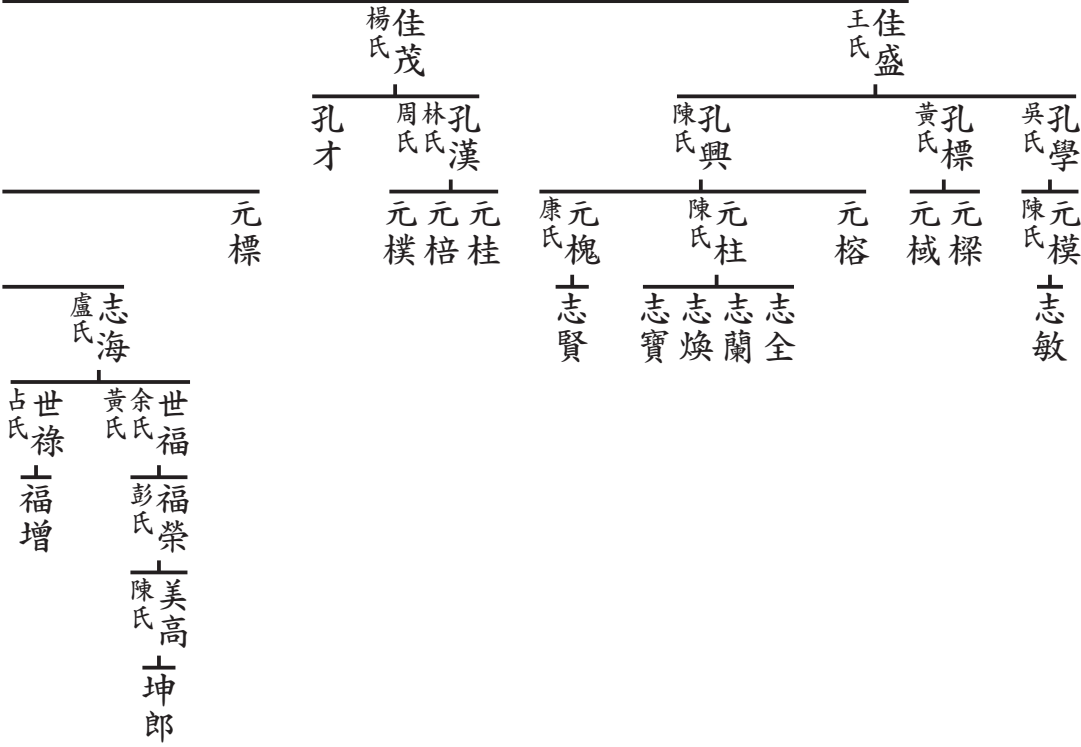 佳盛
王氏
佳茂
楊氏
孔學
吳氏
孔標
黃氏
孔興
陳氏
孔漢
林氏
周氏
孔才
元模
陳氏
元樑
元棫
元榕
元柱
陳氏
元槐
康氏
元桂
元棓
元樸
元標
志敏
志全
志蘭
志煥
志寶
志賢
志海
盧氏
世福
余氏
黃氏
世祿
占氏
福榮
彭氏
福增
美高
陳氏
坤郎